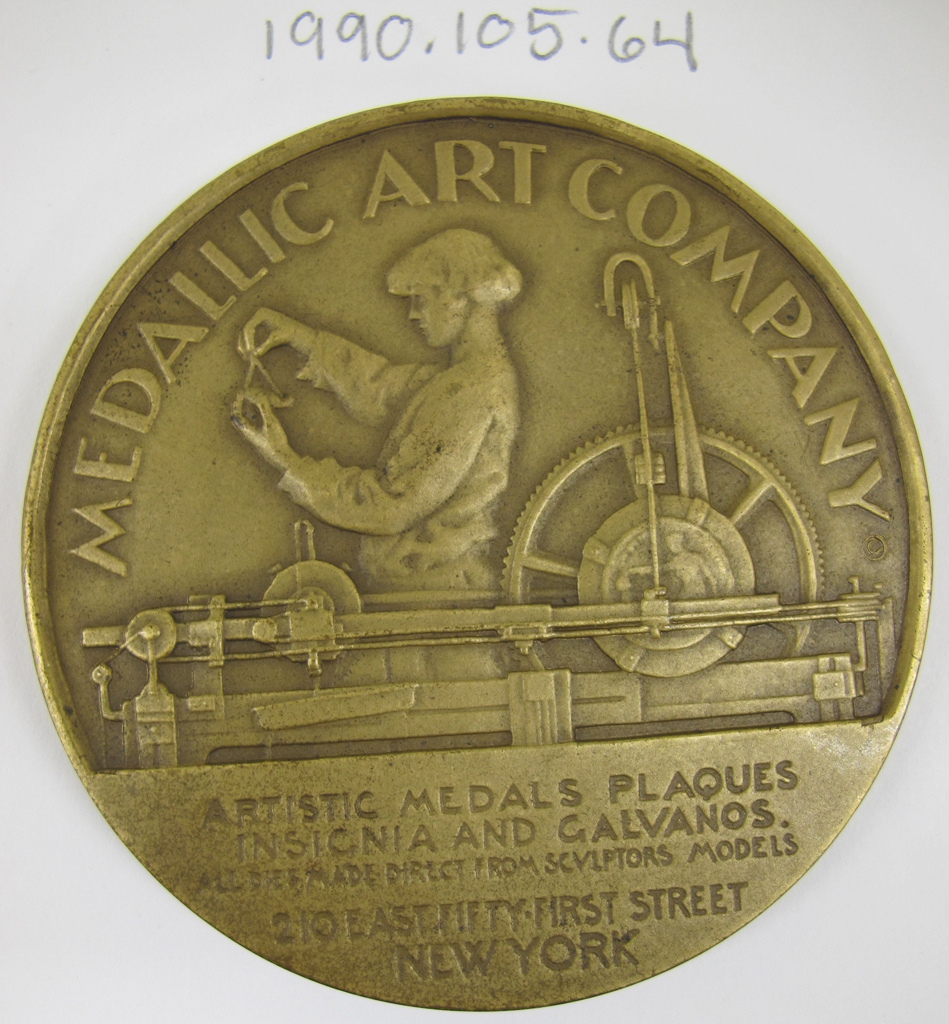 1990.105.64
MEDALLIC ART COMPANY
ARTISTIC MEDALS PLAQUES
INSIGNIA AND GALVANOS.
ALL DIES MADE DIRECT FROM SCVLPTORS MODELS
210 EAST FIFTY-FIRST STREET
NEW YORK